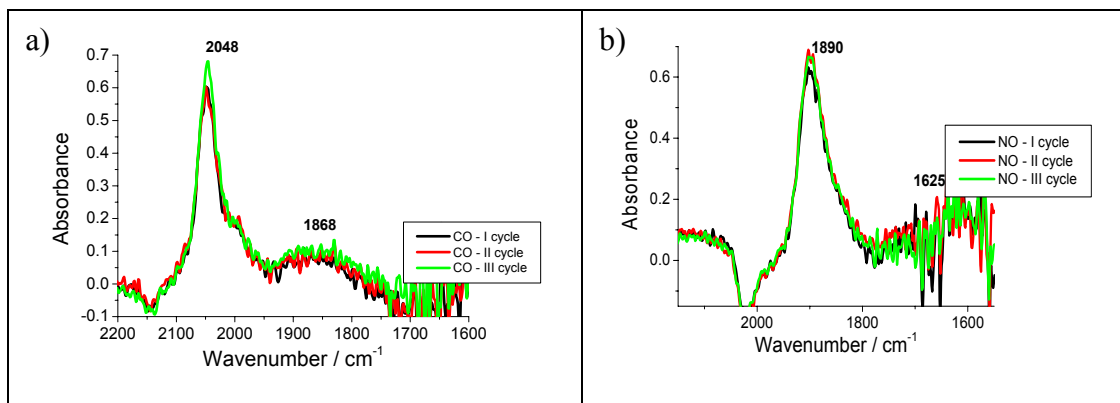 a)
2048
1868
CO - I cycle
CO - II cycle
CO - III cycle
Absorbance
0.7
0.6
0.5
0.4
0.3
0.2
0.1
0.0
-0.1
2200 2100 2000 1900 1800 1700 1600
Wavenumber / cm⁻¹
b)
1890
1625
NO - I cycle
NO - II cycle
NO - III cycle
Absorbance
0.6
0.4
0.2
0.0
2000 1800 1600
Wavenumber / cm⁻¹